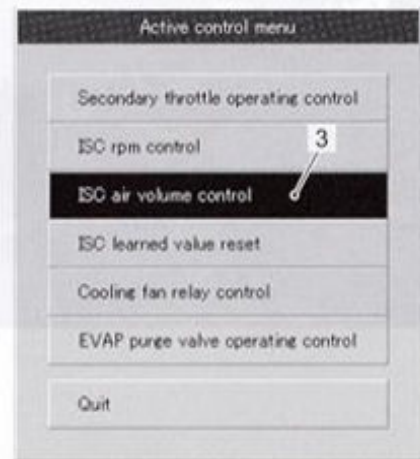 Active control menu
Secondary throttle operating control
ISC rpm control
3
ISC air volume control
ISC learned value reset
Cooling fan relay control
EVAP purge valve operating control
Quit